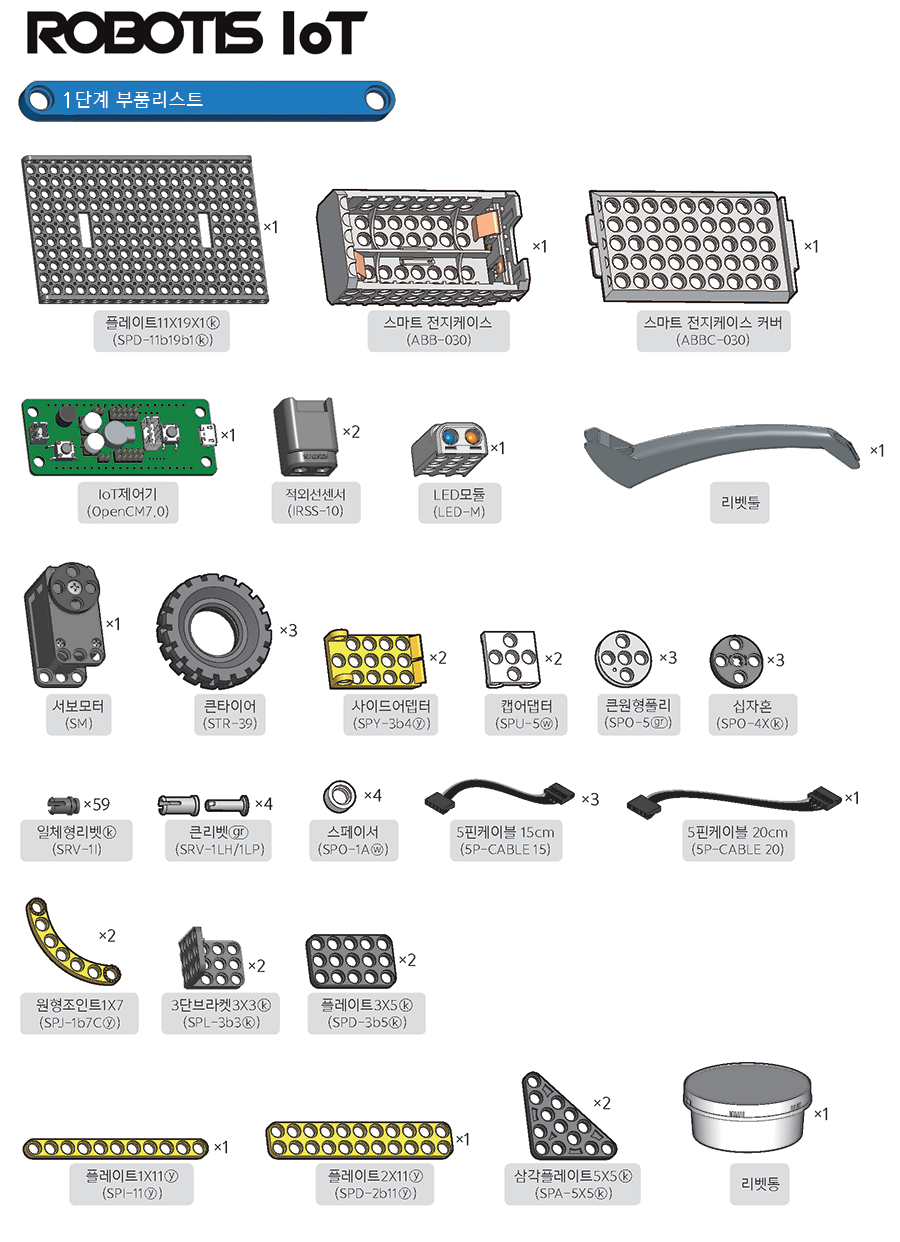 ROBOTIS IoT
1단계 부품리스트
×1
플레이트11X19X1ⓚ
(SPD-11b19b1ⓚ)
×1
스마트 전지케이스
(ABB-030)
×1
스마트 전지케이스 커버
(ABBC-030)
×1
IoT제어기
(OpenCM7.0)
×2
적외선센서
(IRSS-10)
×1
LED모듈
(LED-M)
×1
리벳툴
×1
서보모터
(SM)
×3
큰타이어
(STR-39)
×2
사이드어뎁터
(SPY-3b4ⓨ)
×2
캡어댑터
(SPU-5ⓦ)
×3
큰원형풀리
(SPO-5㉾)
×3
십자혼
(SPO-4Xⓚ)
×59
일체형리벳ⓚ
(SRV-1I)
×4
큰리벳gr
(SRV-1LH/1LP)
×4
스페이서
(SPO-1Aⓦ)
×3
5핀케이블 15cm
(5P-CABLE 15)
×1
5핀케이블 20cm
(5P-CABLE 20)
×2
원형조인트1X7
(SPJ-1b7Cⓨ)
×2
3단브라켓3X3ⓚ
(SPL-3b3ⓚ)
×2
플레이트3X5ⓚ
(SPD-3b5ⓚ)
×1
플레이트1X11ⓨ
(SPI-11ⓨ)
×1
플레이트2X11ⓨ
(SPD-2b11ⓨ)
×2
삼각플레이트5X5ⓚ
(SPA-5X5ⓚ)
×1
리벳통